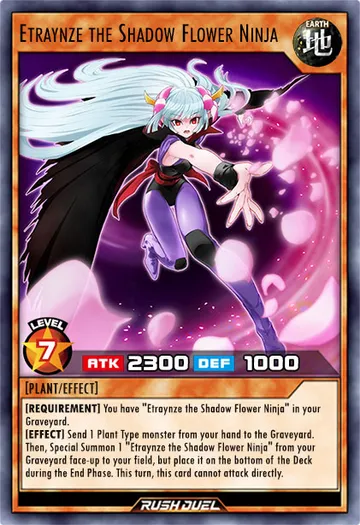 Etraynze the Shadow Flower Ninja
EARTH
地
LEVEL
7
ATK 2300 DEF 1000
[PLANT/EFFECT]
[REQUIREMENT] You have "Etraynze the Shadow Flower Ninja" in your
Graveyard.
[EFFECT] Send 1 Plant Type monster from your hand to the Graveyard.
Then, Special Summon 1 "Etraynze the Shadow Flower Ninja" from your
Graveyard face-up to your field, but place it on the bottom of the Deck
during the End Phase. This turn, this card cannot attack directly.
RUSH DUEL